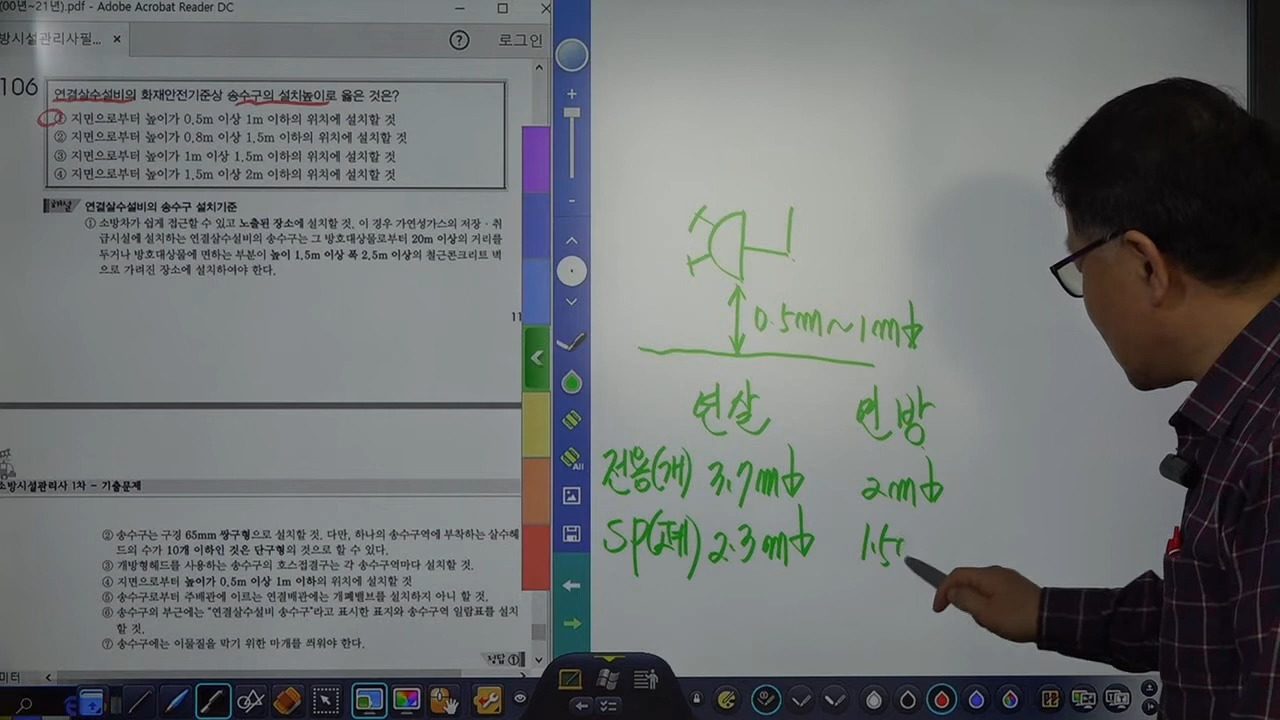 (00년~21년).pdf - Adobe Acrobat Reader DC
방시설관리사필... ×
? 로그인
106
연결살수설비의 화재안전기준상 송수구의 설치높이로 옳은 것은?
① 지면으로부터 높이가 0.5m 이상 1m 이하의 위치에 설치할 것
② 지면으로부터 높이가 0.8m 이상 1.5m 이하의 위치에 설치할 것
③ 지면으로부터 높이가 1m 이상 1.5m 이하의 위치에 설치할 것
④ 지면으로부터 높이가 1.5m 이상 2m 이하의 위치에 설치할 것
해설 연결살수설비의 송수구 설치기준
① 소방차가 쉽게 접근할 수 있고 노출된 장소에 설치할 것. 이 경우 가연성가스의 저장·취
급시설에 설치하는 연결살수설비의 송수구는 그 방호대상물로부터 20m 이상의 거리를
두거나 방호대상물에 면하는 부분이 높이 1.5m 이상 폭 2.5m 이상의 철근콘크리트 벽
으로 가려진 장소에 설치하여야 한다.
11
소방시설관리사 1차 - 기출문제
② 송수구는 구경 65mm 쌍구형으로 설치할 것. 다만, 하나의 송수구역에 부착하는 살수헤
드의 수가 10개 이하인 것은 단구형의 것으로 할 수 있다.
③ 개방형헤드를 사용하는 송수구의 호스접결구는 각 송수구역마다 설치할 것.
④ 지면으로부터 높이가 0.5m 이상 1m 이하의 위치에 설치할 것
⑤ 송수구로부터 주배관에 이르는 연결배관에는 개폐밸브를 설치하지 아니 할 것.
⑥ 송수구의 부근에는 "연결살수설비 송수구"라고 표시한 표지와 송수구역 일람표를 설치
할 것.
⑦ 송수구에는 이물질을 막기 위한 마개를 씌워야 한다.
정답 ①
미터
All
0.5m~1m↓
연살 연방
전용(개) 3.7m↓ 2m↓
SP(폐) 2.3m↓ 1.5